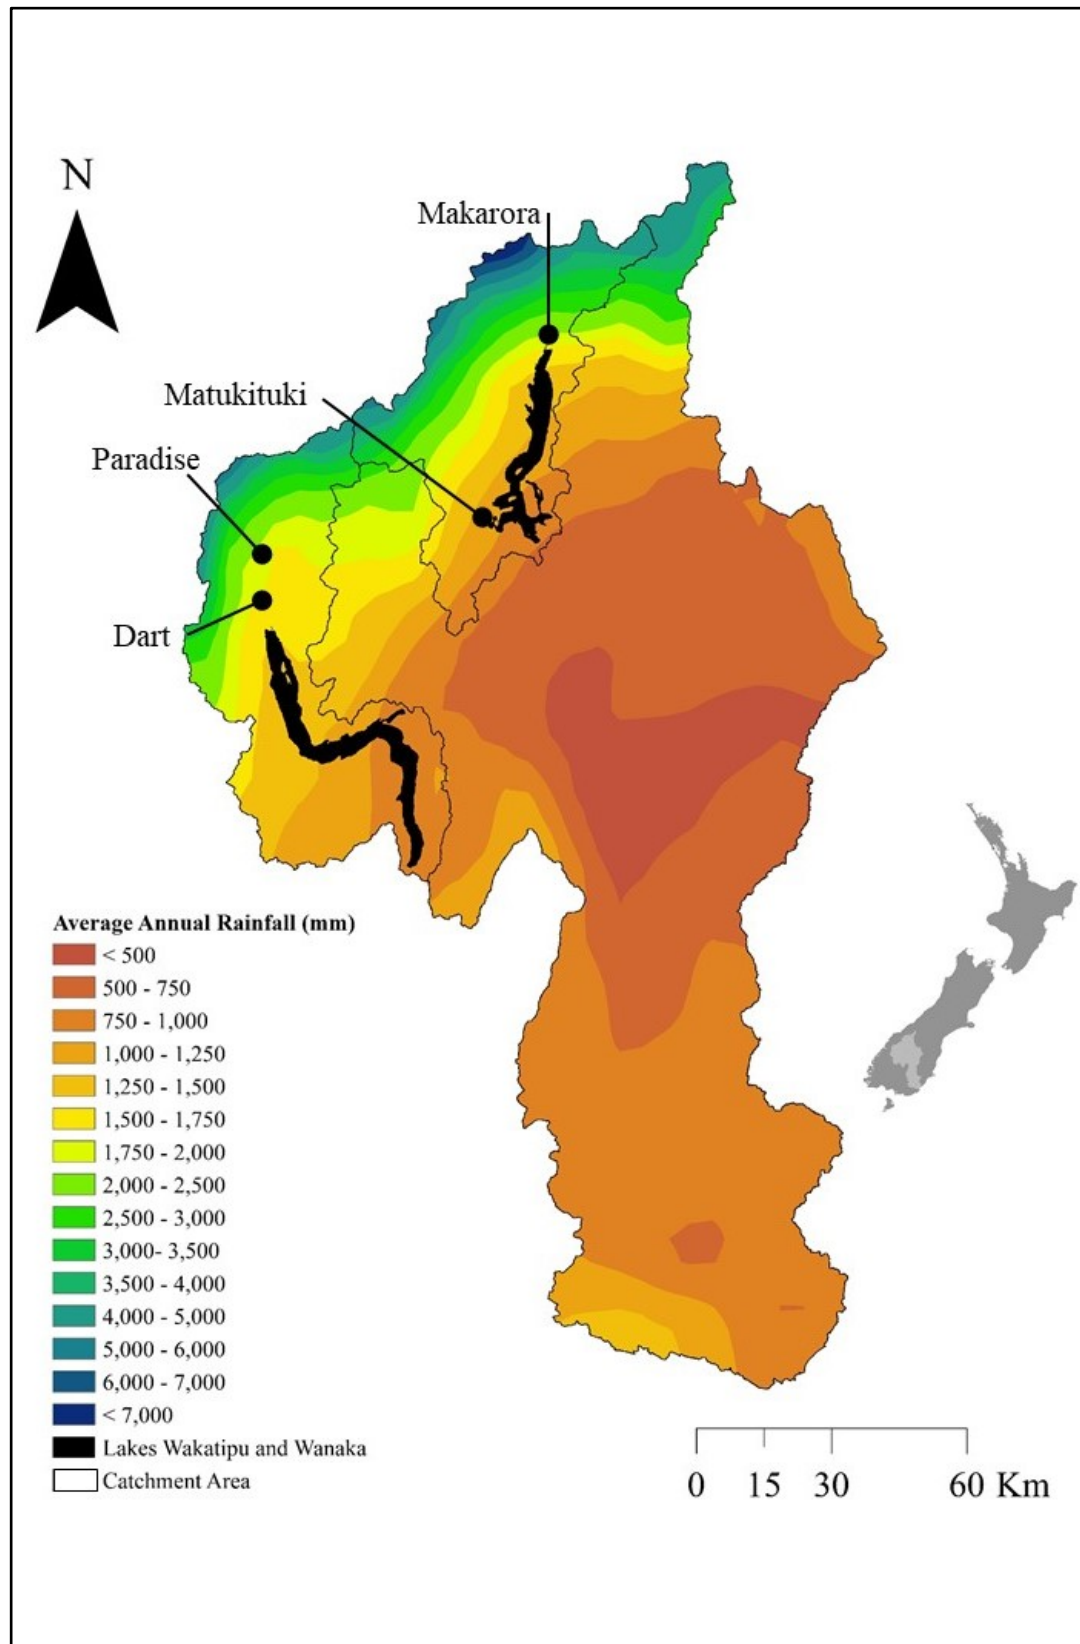 N
Makarora
Matukituki
Paradise
Dart
Average Annual Rainfall (mm)
< 500
500 - 750
750 - 1,000
1,000 - 1,250
1,250 - 1,500
1,500 - 1,750
1,750 - 2,000
2,000 - 2,500
2,500 - 3,000
3,000- 3,500
3,500 - 4,000
4,000 - 5,000
5,000 - 6,000
6,000 - 7,000
< 7,000
Lakes Wakatipu and Wanaka
Catchment Area
0 15 30 60 Km